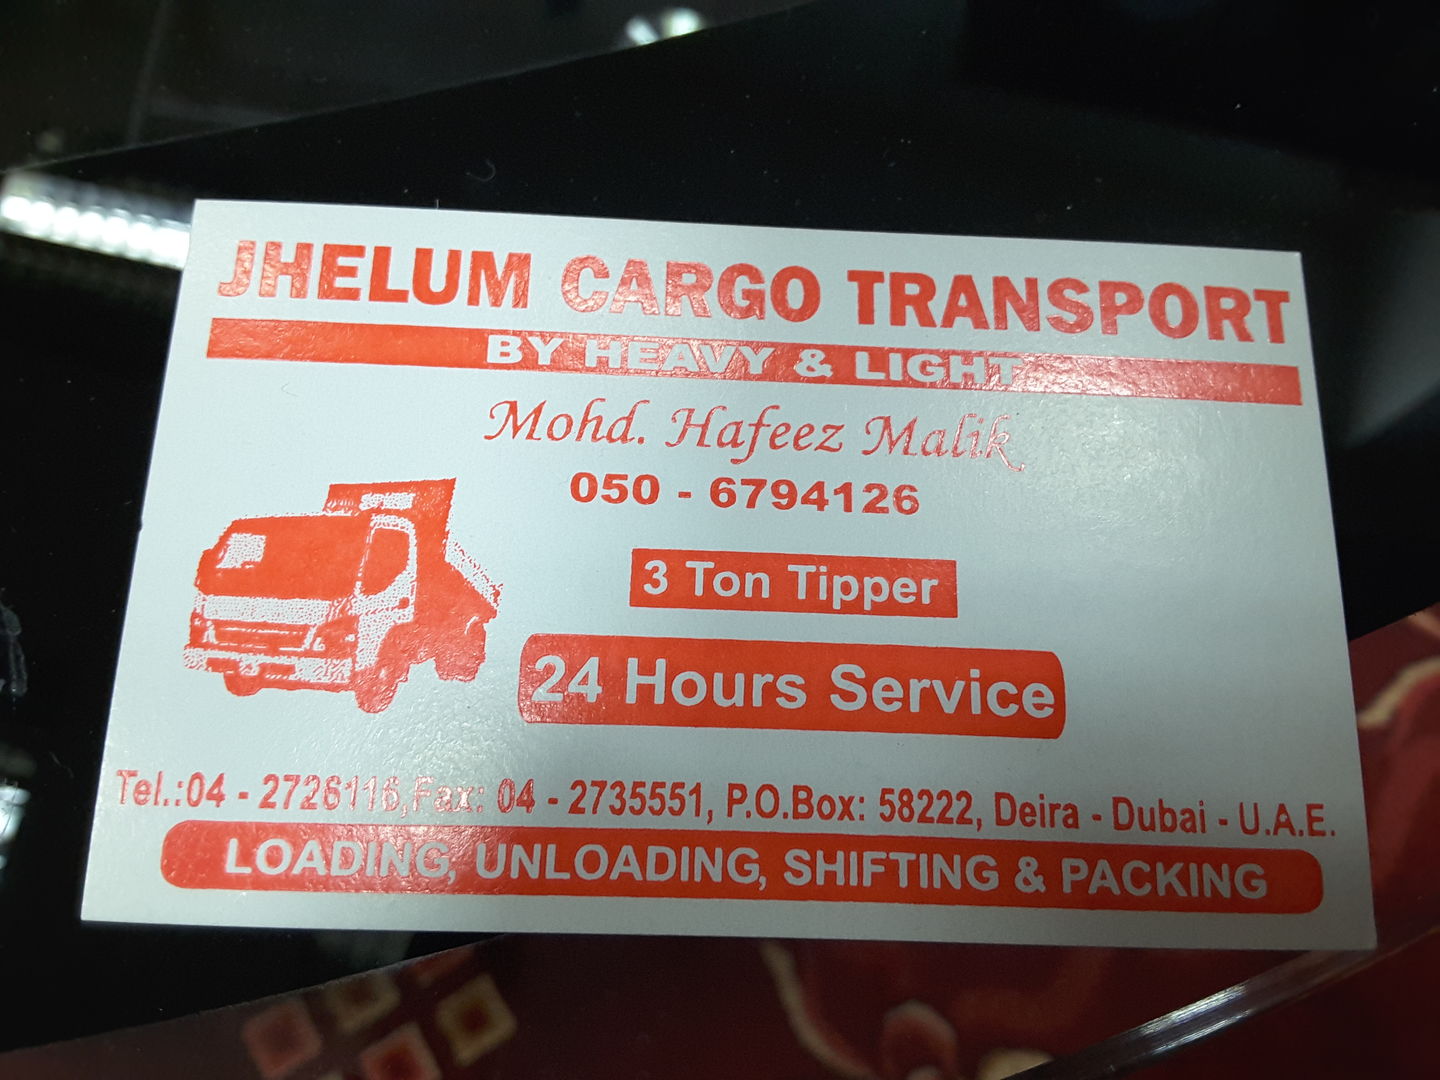 JHELUM CARGO TRANSPORT
BY HEAVY & LIGHT
Mohd. Hafeez Malik
050 - 6794126
3 Ton Tipper
24 Hours Service
Tel.:04 - 2726116,Fax: 04 - 2735551, P.O.Box: 58222, Deira - Dubai - U.A.E.
LOADING, UNLOADING, SHIFTING & PACKING